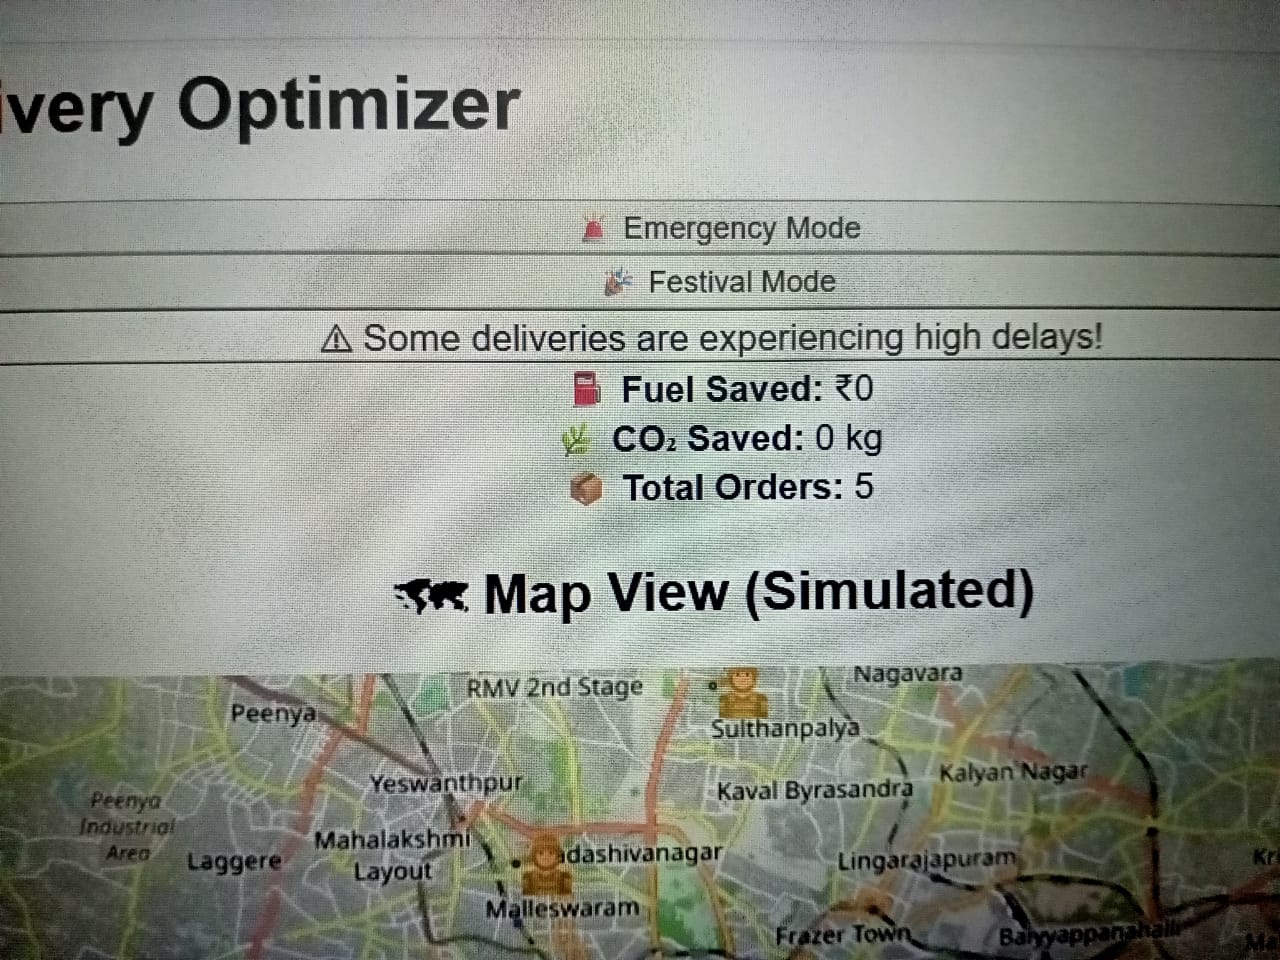 ivery Optimizer
Emergency Mode
Festival Mode
⚠ Some deliveries are experiencing high delays!
Fuel Saved: ₹0
CO₂ Saved: 0 kg
Total Orders: 5
Map View (Simulated)
RMV 2nd Stage
Nagavara
Peenya
Sulthanpalya
Yeswanthpur
Kaval Byrasandra
Kalyan Nagar
Peenya
Industrial
Area
Mahalakshmi
Layout
Laggere
adashivanagar
Lingarajapuram
Kr
Malleswaram
Frazer Town
Baiyyappanahalli
Ma